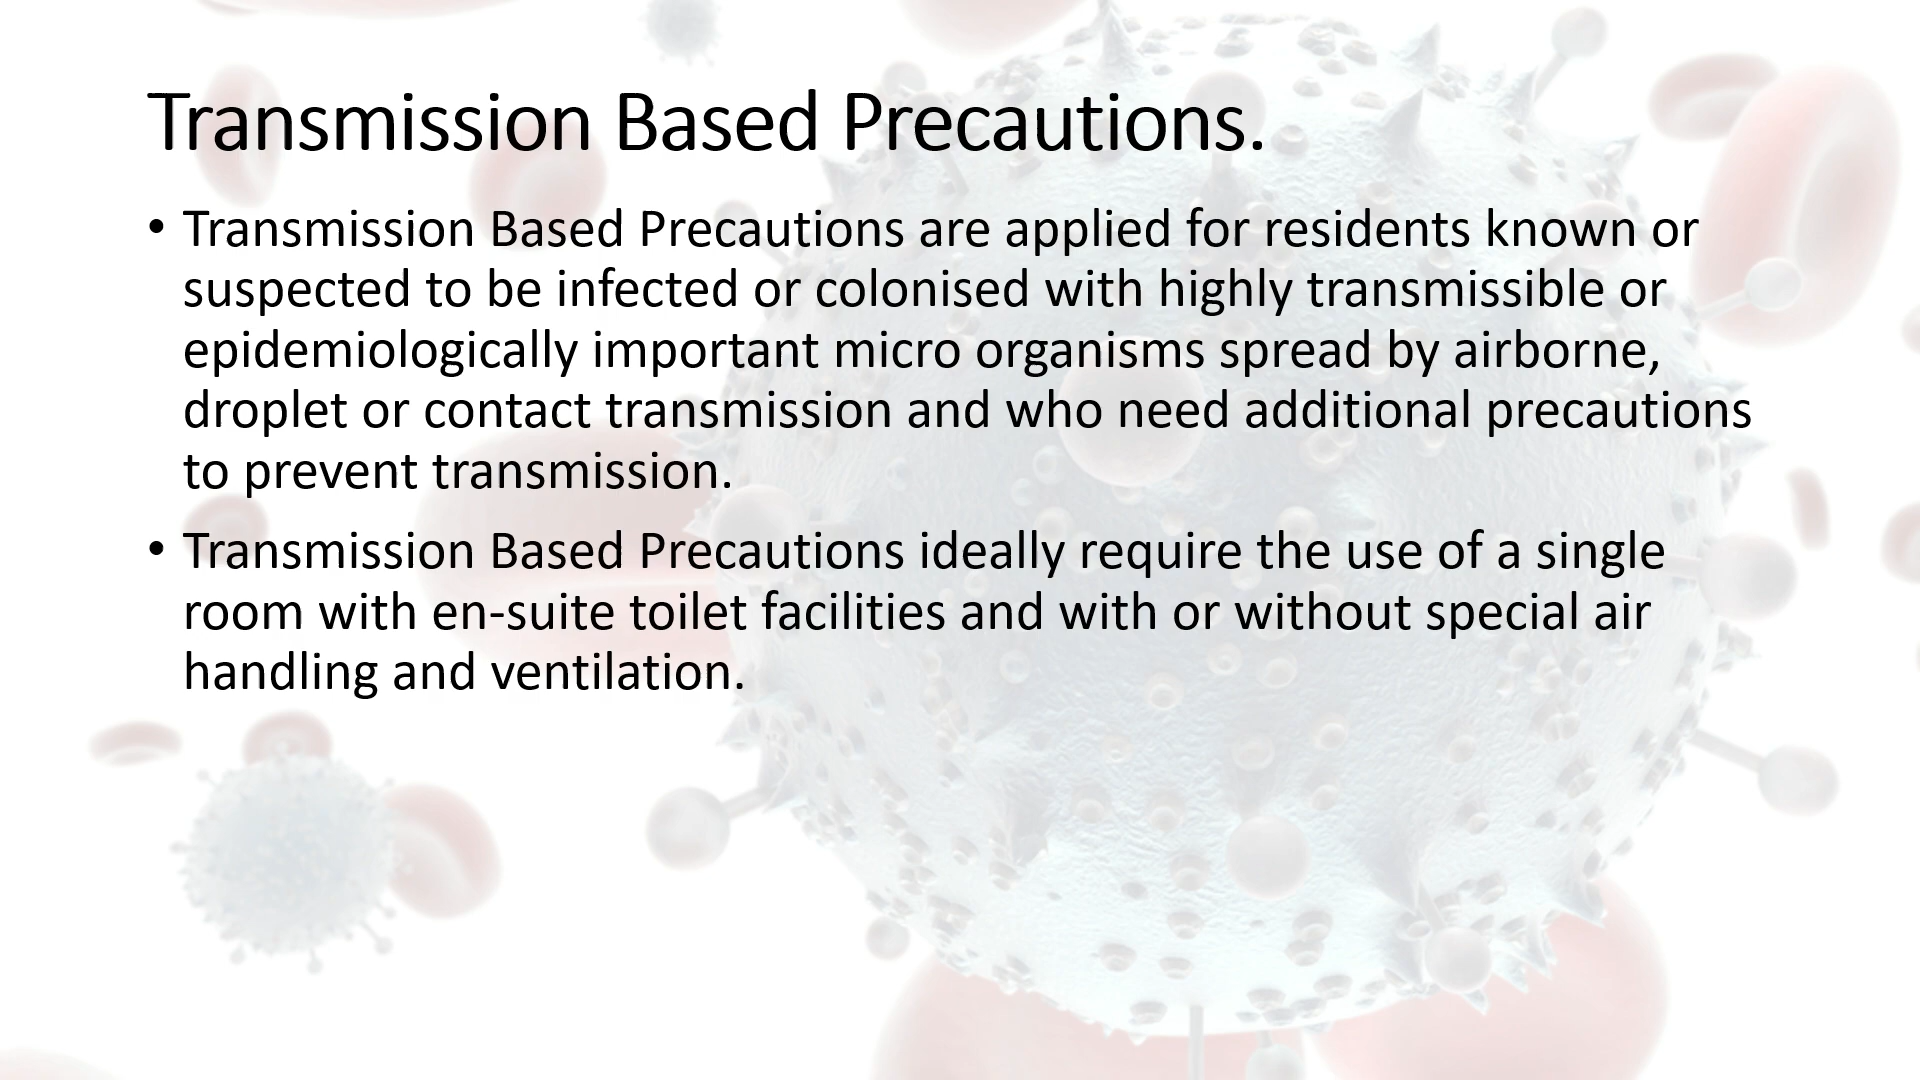 Transmission Based Precautions.
• Transmission Based Precautions are applied for residents known or
suspected to be infected or colonised with highly transmissible or
epidemiologically important micro organisms spread by airborne,
droplet or contact transmission and who need additional precautions
to prevent transmission.
• Transmission Based Precautions ideally require the use of a single
room with en-suite toilet facilities and with or without special air
handling and ventilation.